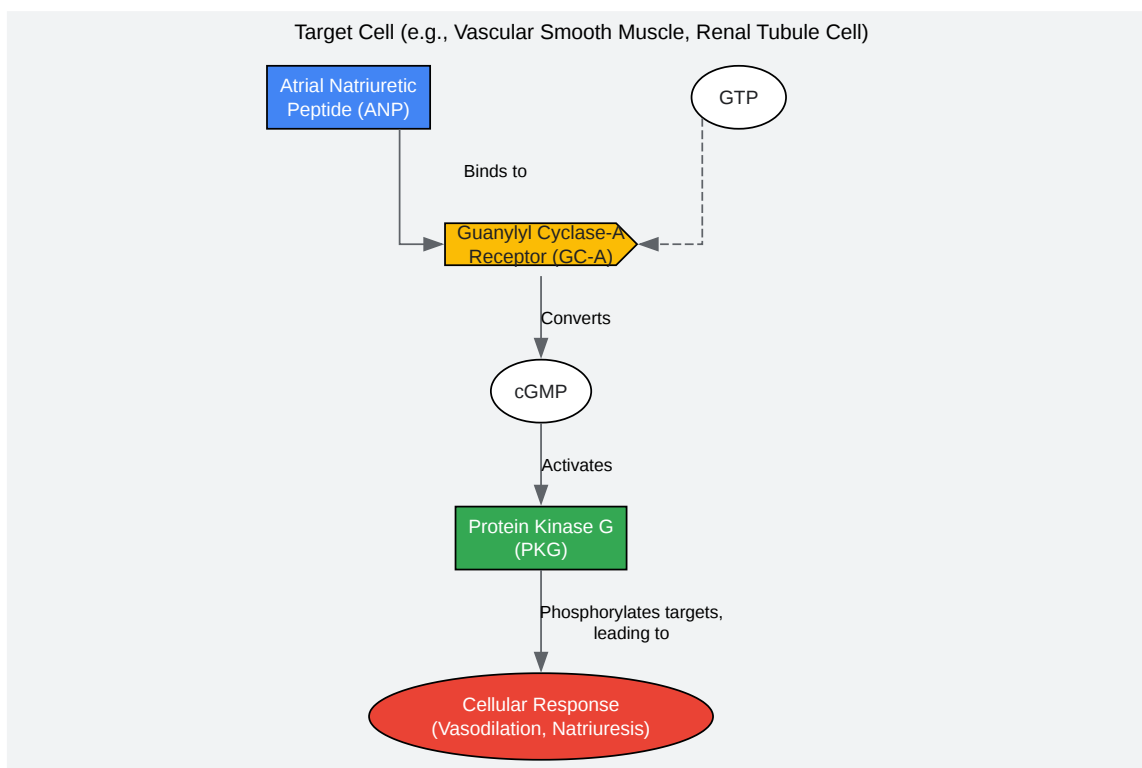 Target Cell (e.g., Vascular Smooth Muscle, Renal Tubule Cell)
Atrial Natriuretic
Peptide (ANP)
GTP
Binds to
Guanylyl Cyclase-A
Receptor (GC-A)
Converts
cGMP
Activates
Protein Kinase G
(PKG)
Phosphorylates targets,
leading to
Cellular Response
(Vasodilation, Natriuresis)